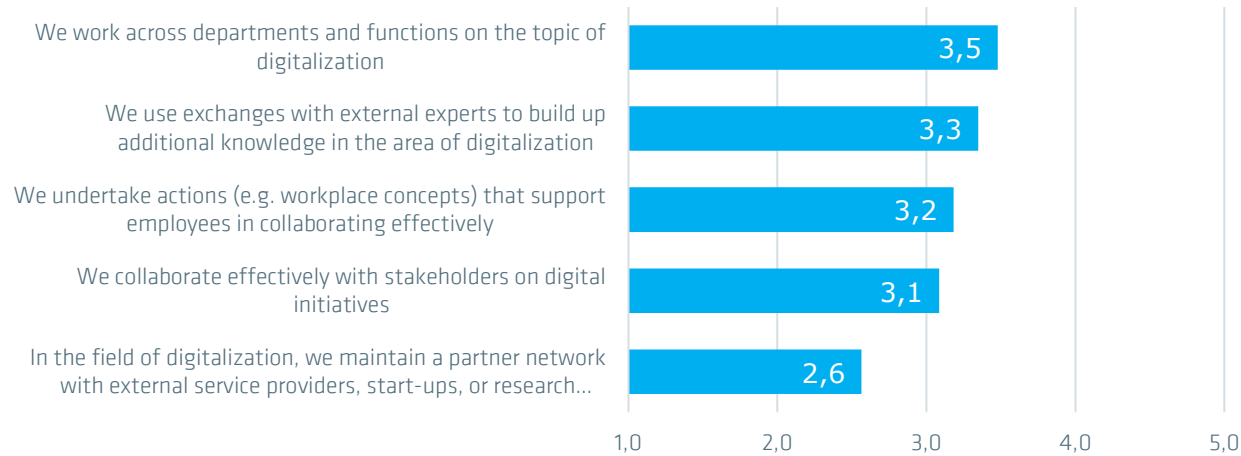 We work across departments and functions on the topic of
digitalization
3,5
We use exchanges with external experts to build up
additional knowledge in the area of digitalization
3,3
We undertake actions (e.g. workplace concepts) that support
employees in collaborating effectively
3,2
We collaborate effectively with stakeholders on digital
initiatives
3,1
In the field of digitalization, we maintain a partner network
with external service providers, start-ups, or research...
2,6
1,0 2,0 3,0 4,0 5,0